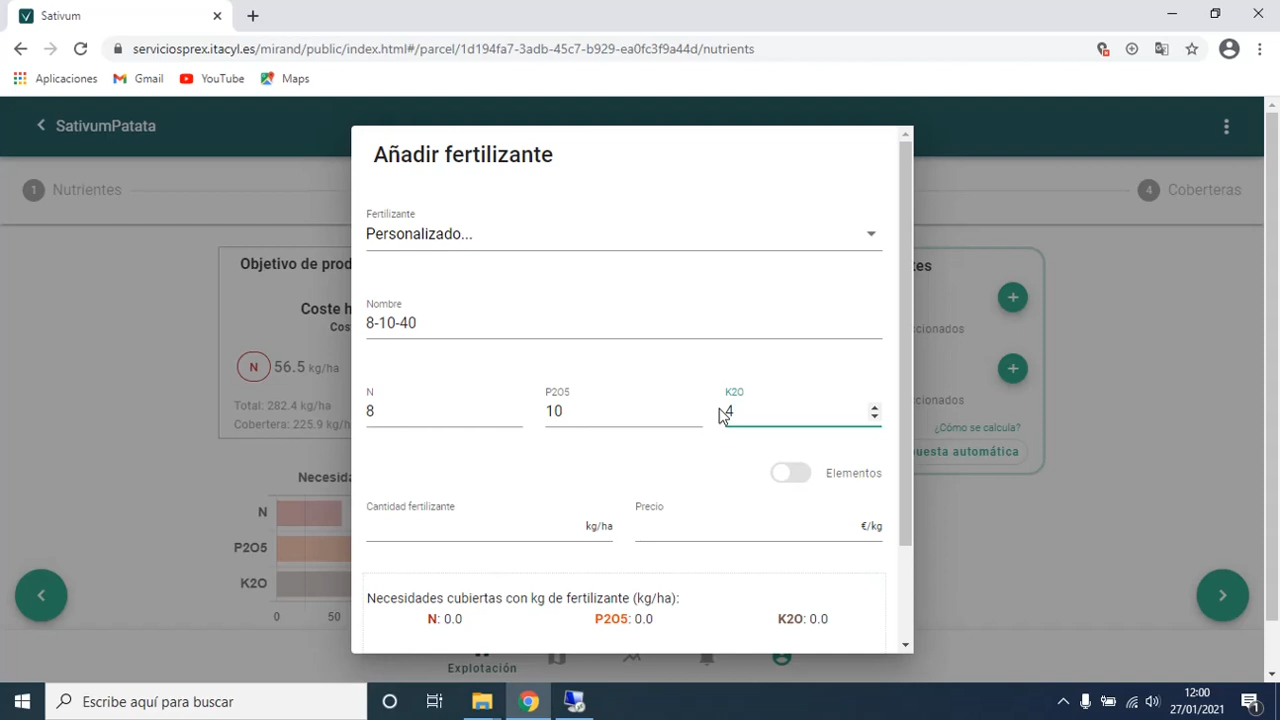 Sativum
serviciosprex.itacyl.es/mirand/public/index.html#/parcel/1d194fa7-3adb-45c7-b929-ea0fc3f9a44d/nutrients
Aplicaciones Gmail YouTube Maps
SativumPatata
1 Nutrientes
4 Coberteras
Objetivo de prod
Coste h
Cos
N 56.5 kg/ha
Total: 282.4 kg/ha
Cobertera: 225.9 kg/h
Necesid
N
P2O5
K2O
0 50
Añadir fertilizante
Fertilizante
Personalizado...
Nombre
8-10-40
N P2O5 K2O
8 10 4
Elementos
Cantidad fertilizante Precio
kg/ha €/kg
Necesidades cubiertas con kg de fertilizante (kg/ha):
N: 0.0 P2O5: 0.0 K2O: 0.0
tes
ccionados
ccionados
¿Cómo se calcula?
uesta automática
Explotación
Escribe aquí para buscar
12:00
27/01/2021
1